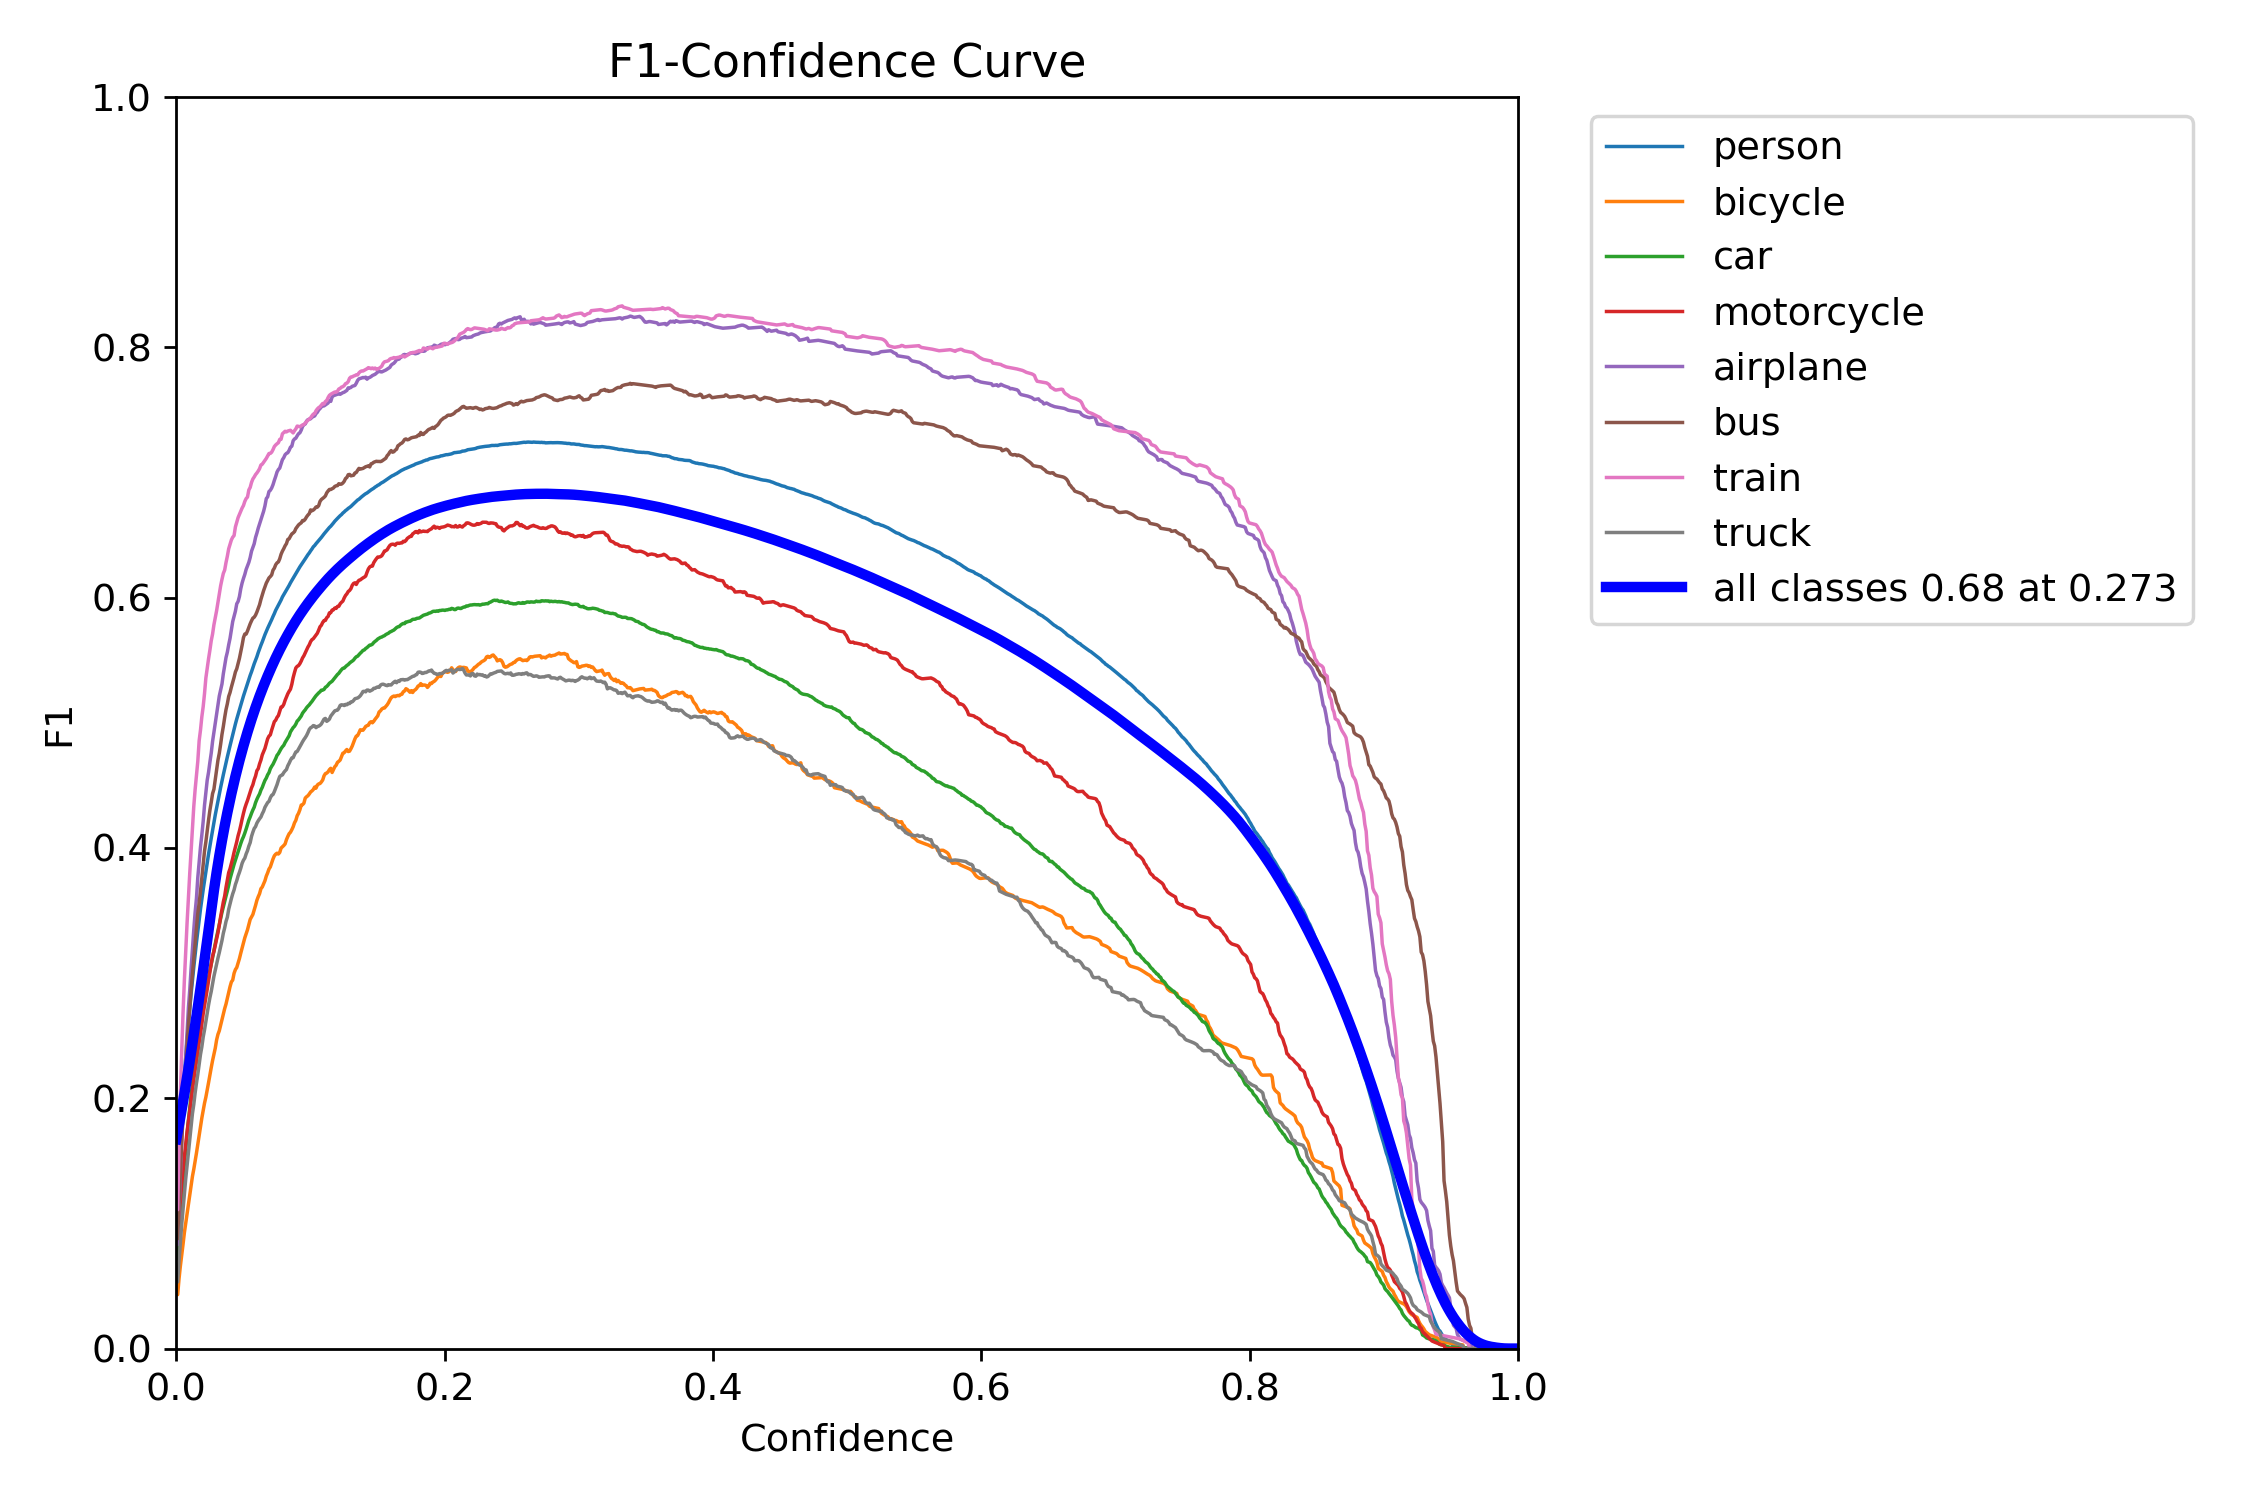 F1-Confidence Curve
1.0
0.8
0.6
0.4
0.2
0.0
F1
0.0 0.2 0.4 0.6 0.8 1.0
Confidence
person
bicycle
car
motorcycle
airplane
bus
train
truck
all classes 0.68 at 0.273